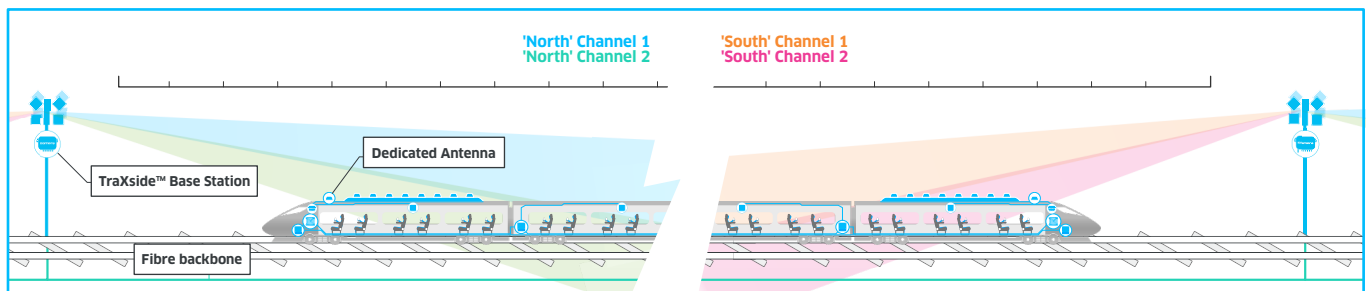 'North' Channel 1
'North' Channel 2
'South' Channel 1
'South' Channel 2
Dedicated Antenna
TraXside™ Base Station
Fibre backbone